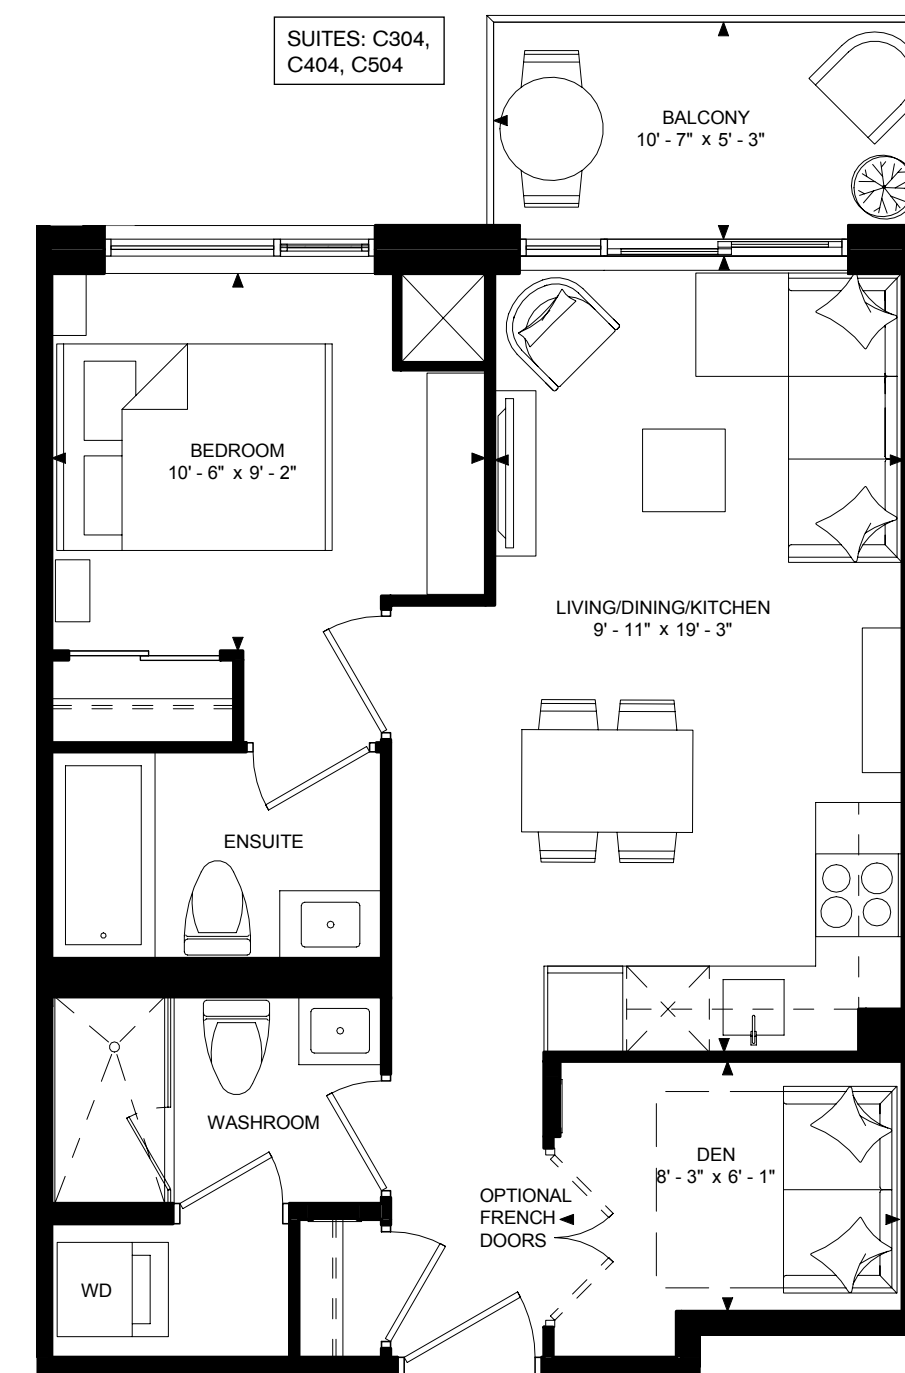 SUITES: C304,
C404, C504
BALCONY
10' - 7" x 5' - 3"
BEDROOM
10' - 6" x 9' - 2"
LIVING/DINING/KITCHEN
9' - 11" x 19' - 3"
ENSUITE
WASHROOM
DEN
8' - 3" x 6' - 1"
OPTIONAL
FRENCH
DOORS
WD